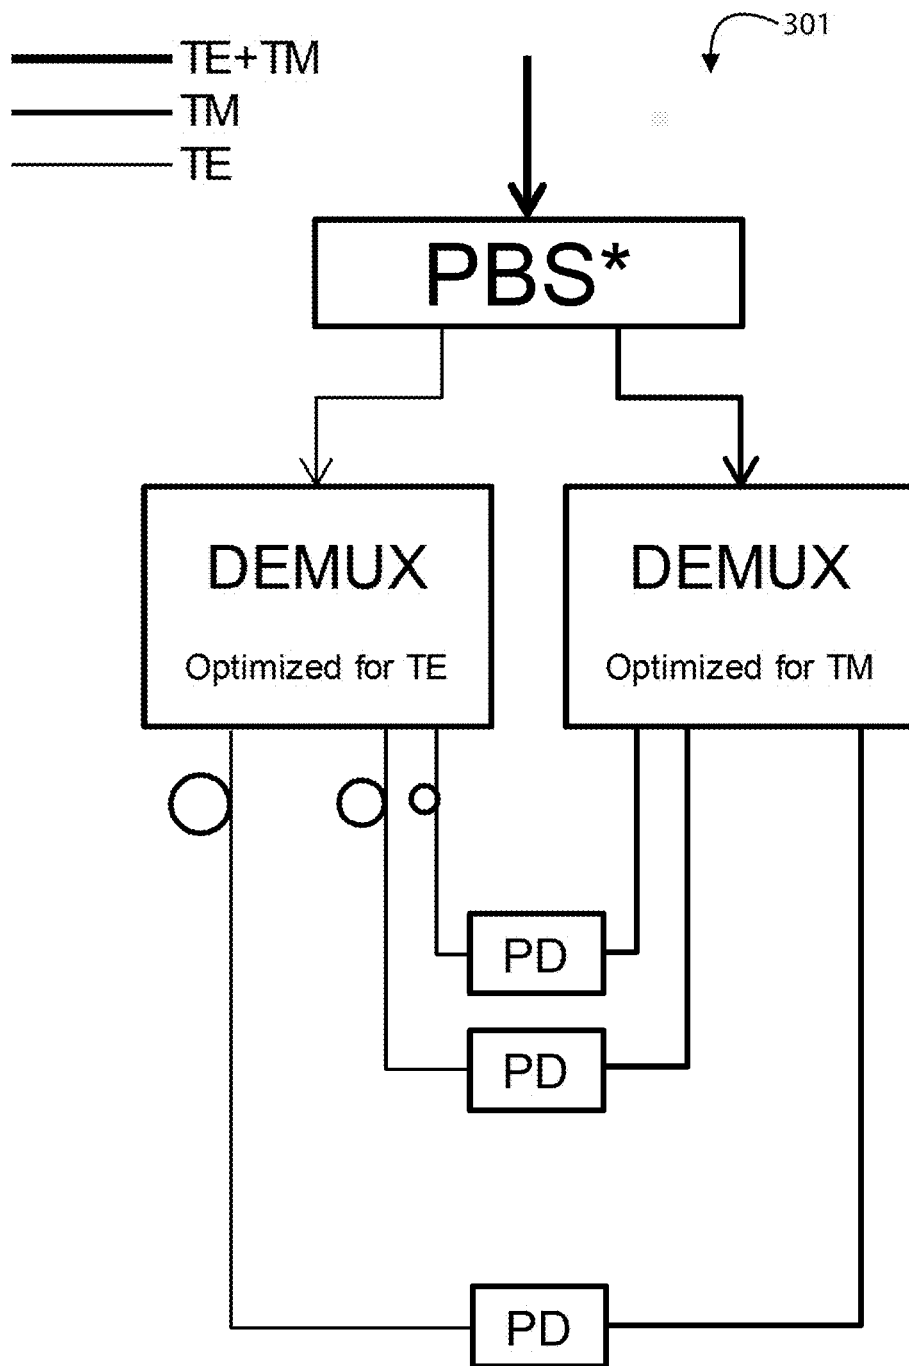 301
TE+TM
TM
TE
PBS*
DEMUX
Optimized for TE
DEMUX
Optimized for TM
PD
PD
PD